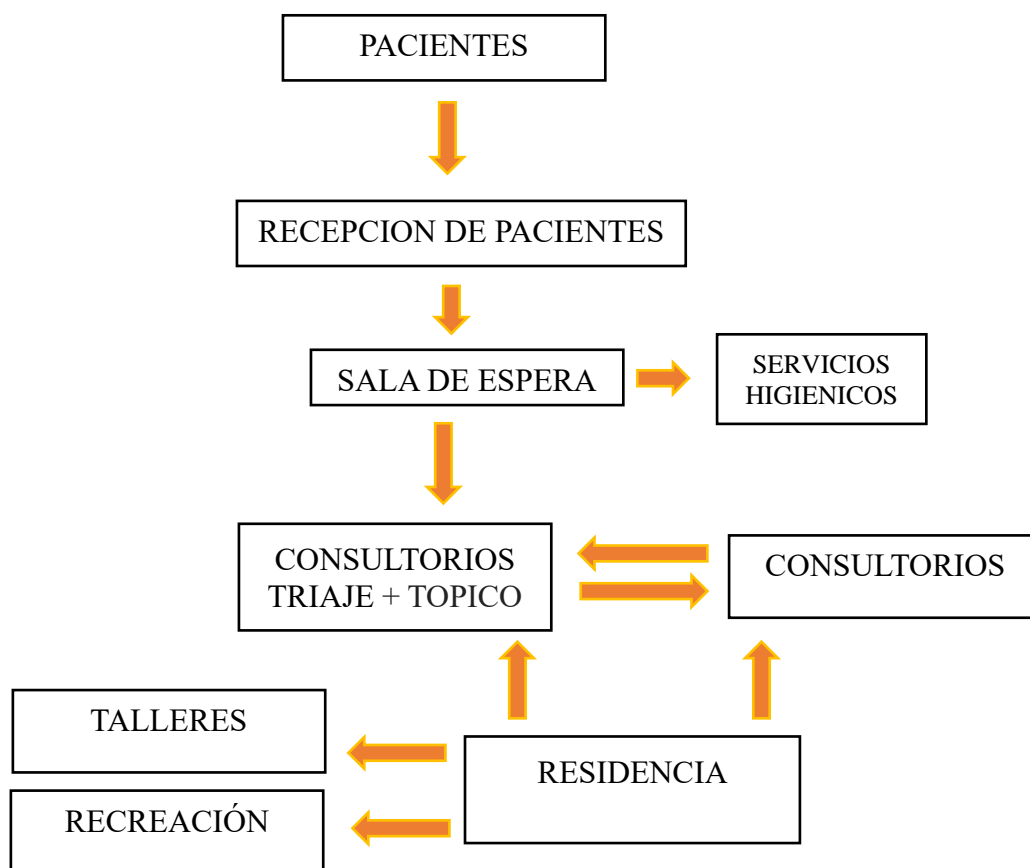 PACIENTES
RECEPCION DE PACIENTES
SALA DE ESPERA
SERVICIOS
HIGIENICOS
CONSULTORIOS
TRIAJE + TOPICO
CONSULTORIOS
TALLERES
RESIDENCIA
RECREACIÓN